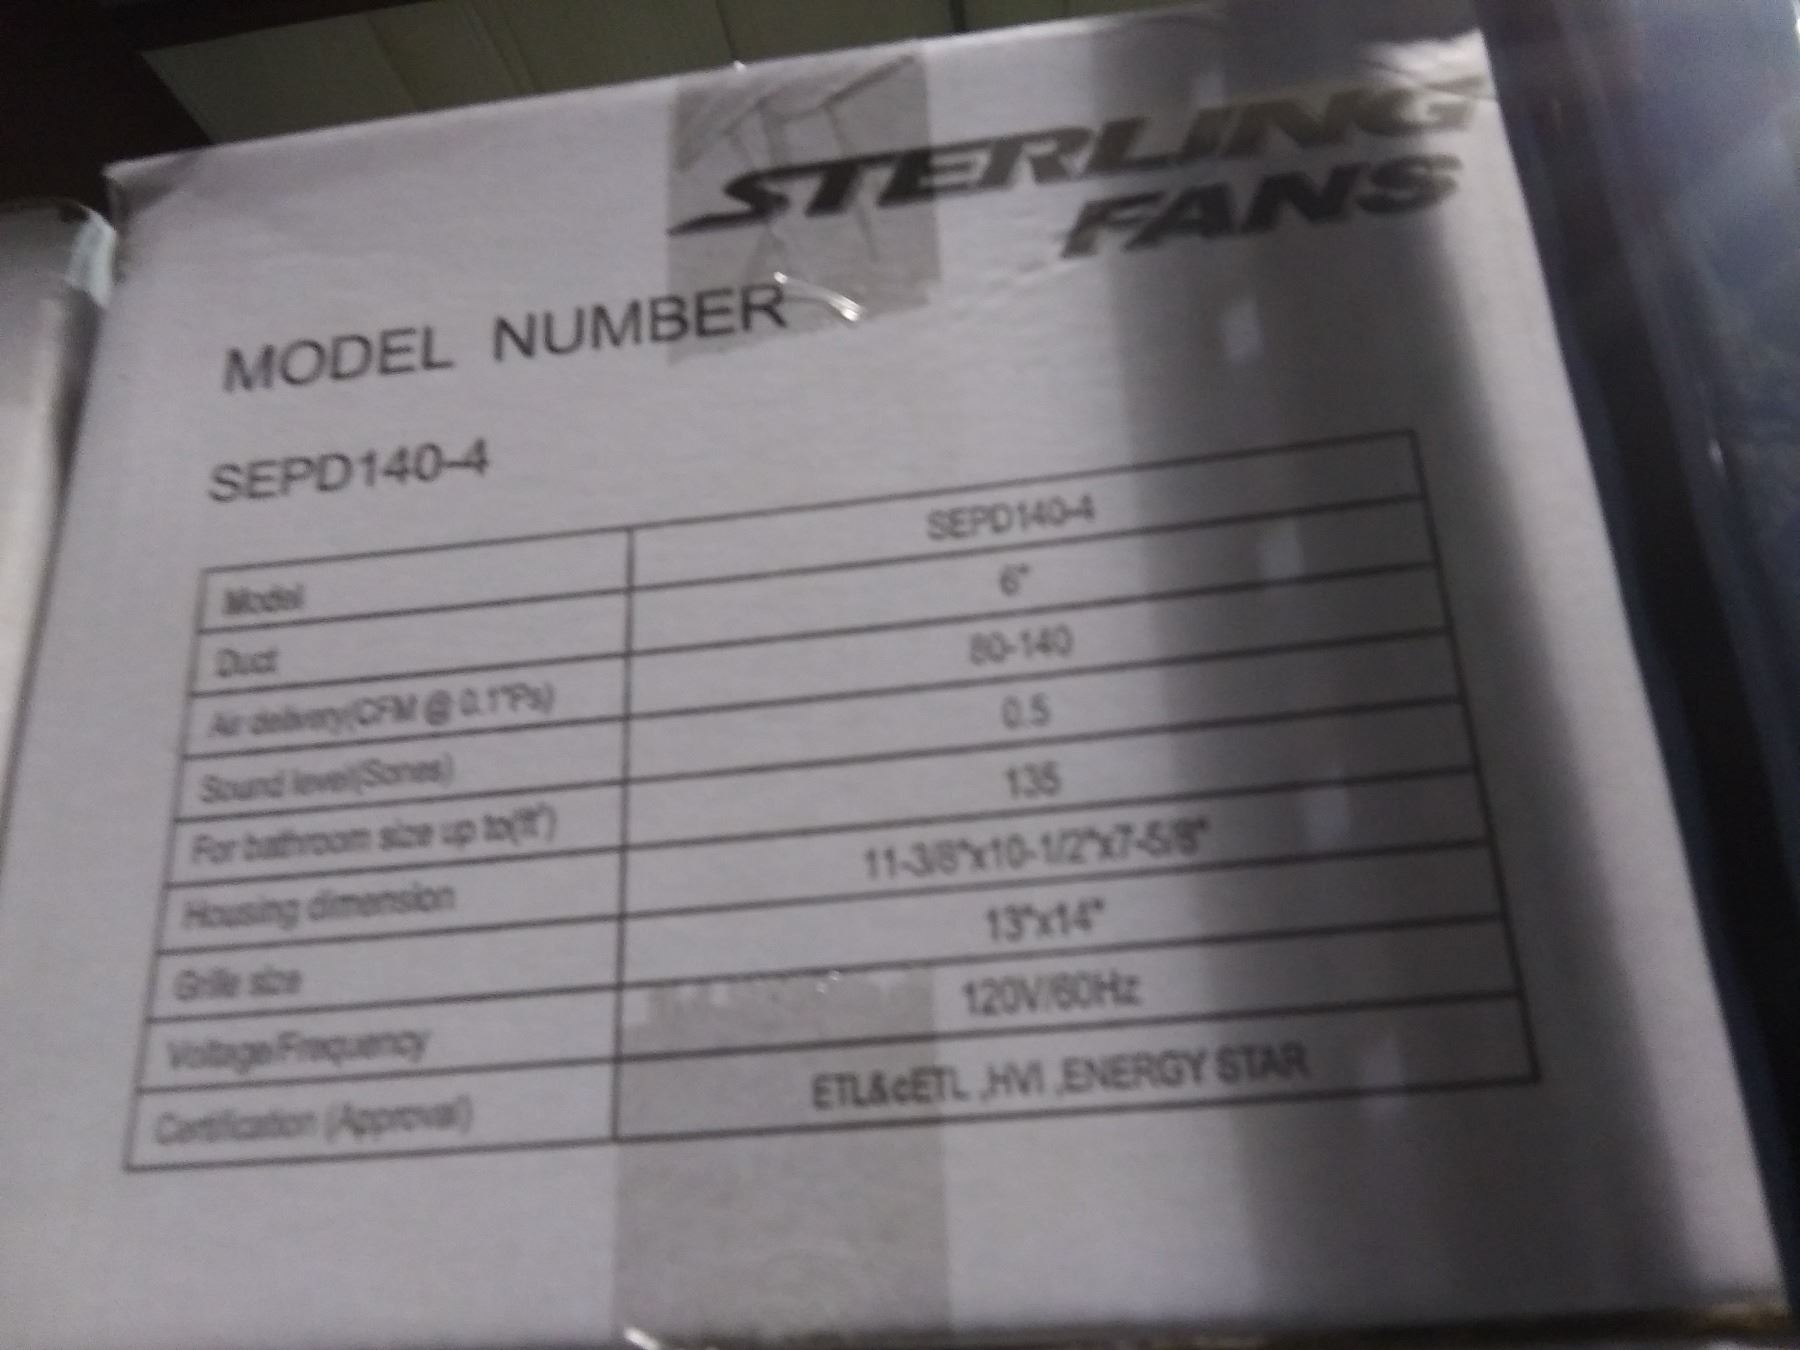 STERLING
FANS
MODEL NUMBER
SEPD140-4
Model SEPD140-4
Duct 6"
Air delivery(CFM @ 0.1"Ps) 80-140
Sound level(Sones) 0.5
For bathroom size up to(ft²) 135
Housing dimension 11-3/8"x10-1/2"x7-5/8"
Grille size 13"x14"
Voltage/Frequency 120V/60Hz
Certification (Approval) ETL&cETL ,HVI ,ENERGY STAR